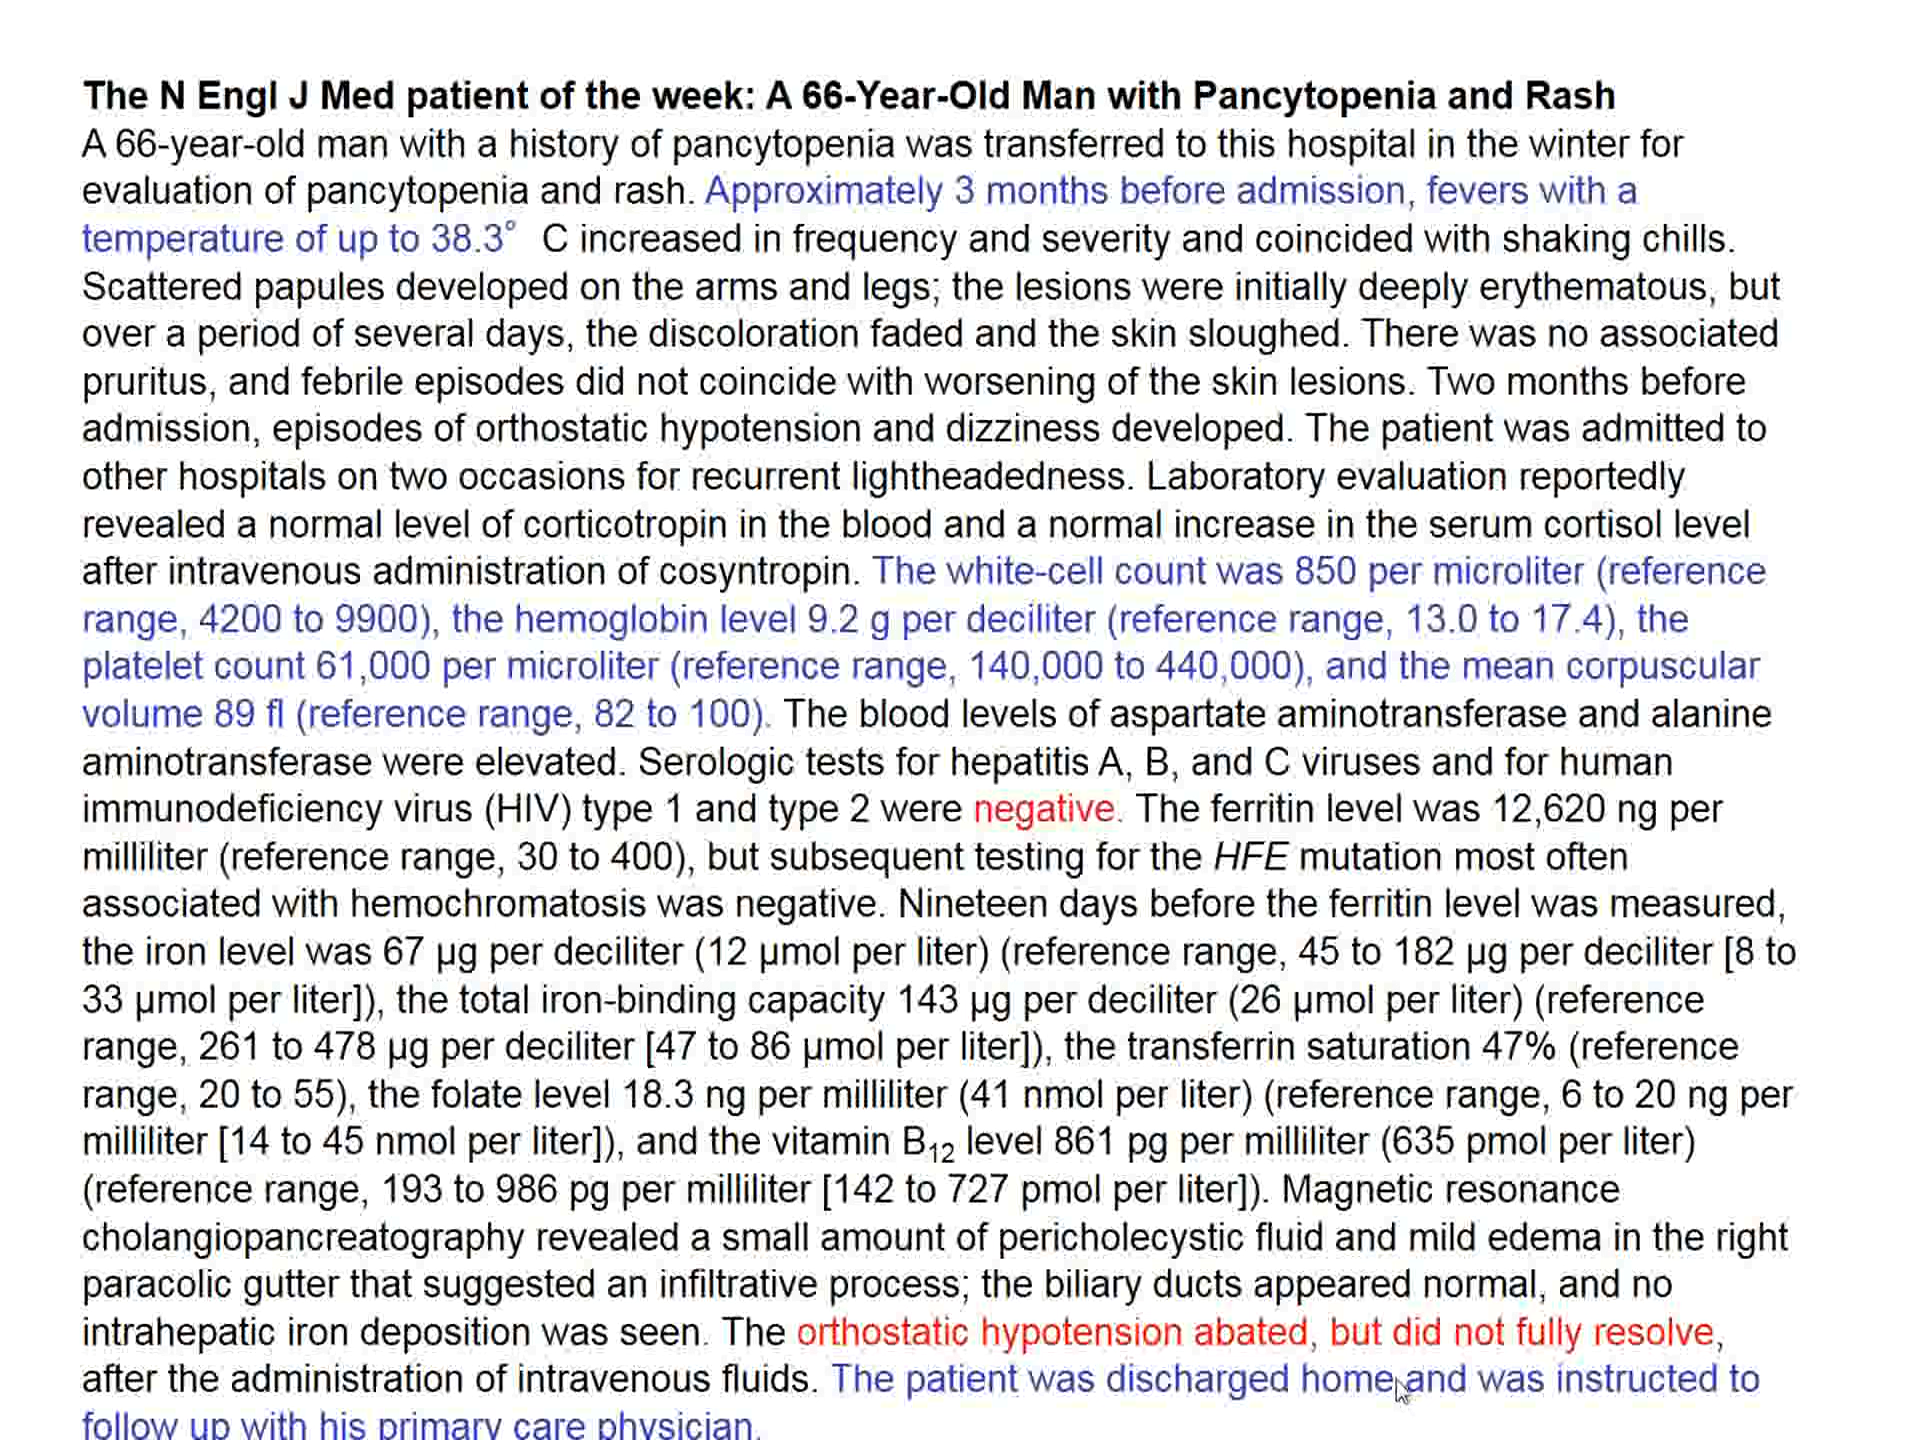 The N Engl J Med patient of the week: A 66-Year-Old Man with Pancytopenia and Rash
A 66-year-old man with a history of pancytopenia was transferred to this hospital in the winter for
evaluation of pancytopenia and rash. Approximately 3 months before admission, fevers with a
temperature of up to 38.3° C increased in frequency and severity and coincided with shaking chills.
Scattered papules developed on the arms and legs; the lesions were initially deeply erythematous, but
over a period of several days, the discoloration faded and the skin sloughed. There was no associated
pruritus, and febrile episodes did not coincide with worsening of the skin lesions. Two months before
admission, episodes of orthostatic hypotension and dizziness developed. The patient was admitted to
other hospitals on two occasions for recurrent lightheadedness. Laboratory evaluation reportedly
revealed a normal level of corticotropin in the blood and a normal increase in the serum cortisol level
after intravenous administration of cosyntropin. The white-cell count was 850 per microliter (reference
range, 4200 to 9900), the hemoglobin level 9.2 g per deciliter (reference range, 13.0 to 17.4), the
platelet count 61,000 per microliter (reference range, 140,000 to 440,000), and the mean corpuscular
volume 89 fl (reference range, 82 to 100). The blood levels of aspartate aminotransferase and alanine
aminotransferase were elevated. Serologic tests for hepatitis A, B, and C viruses and for human
immunodeficiency virus (HIV) type 1 and type 2 were negative. The ferritin level was 12,620 ng per
milliliter (reference range, 30 to 400), but subsequent testing for the HFE mutation most often
associated with hemochromatosis was negative. Nineteen days before the ferritin level was measured,
the iron level was 67 μg per deciliter (12 μmol per liter) (reference range, 45 to 182 μg per deciliter [8 to
33 μmol per liter]), the total iron-binding capacity 143 μg per deciliter (26 μmol per liter) (reference
range, 261 to 478 μg per deciliter [47 to 86 μmol per liter]), the transferrin saturation 47% (reference
range, 20 to 55), the folate level 18.3 ng per milliliter (41 nmol per liter) (reference range, 6 to 20 ng per
milliliter [14 to 45 nmol per liter]), and the vitamin B12 level 861 pg per milliliter (635 pmol per liter)
(reference range, 193 to 986 pg per milliliter [142 to 727 pmol per liter]). Magnetic resonance
cholangiopancreatography revealed a small amount of pericholecystic fluid and mild edema in the right
paracolic gutter that suggested an infiltrative process; the biliary ducts appeared normal, and no
intrahepatic iron deposition was seen. The orthostatic hypotension abated, but did not fully resolve,
after the administration of intravenous fluids. The patient was discharged home and was instructed to
follow up with his primary care physician.